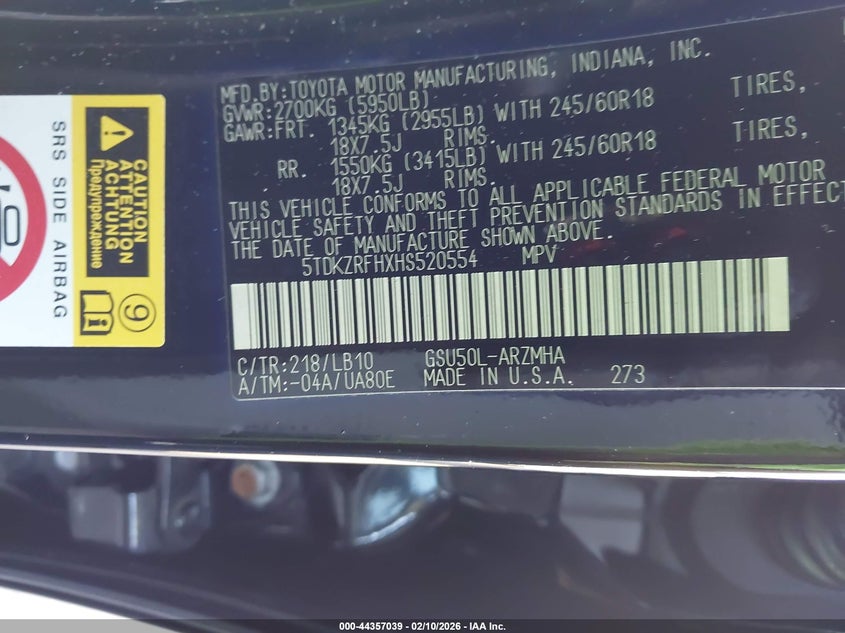 MFD.BY:TOYOTA MOTOR MANUFACTURING, INDIANA, INC.
GVWR:2700KG (5950LB)
GAWR:FRT. 1345KG (2955LB) WITH 245/60R18 TIRES,
18X7.5J RIMS.
RR. 1550KG (3415LB) WITH 245/60R18 TIRES,
18X7.5J RIMS.
THIS VEHICLE CONFORMS TO ALL APPLICABLE FEDERAL MOTOR
VEHICLE SAFETY AND THEFT PREVENTION STANDARDS IN EFFECT
THE DATE OF MANUFACTURE SHOWN ABOVE.
5TDKZRFHXHS520554 MPV
C/TR:218/LB10 GSU50L-ARZMHA
A/TM:-04A/UA80E MADE IN U.S.A. 273
CAUTION
ATTENTION
ACHTUNG
Предупреждение
9
SRS SIDE AIRBAG
000-44357039 - 02/10/2026 - IAA Inc.